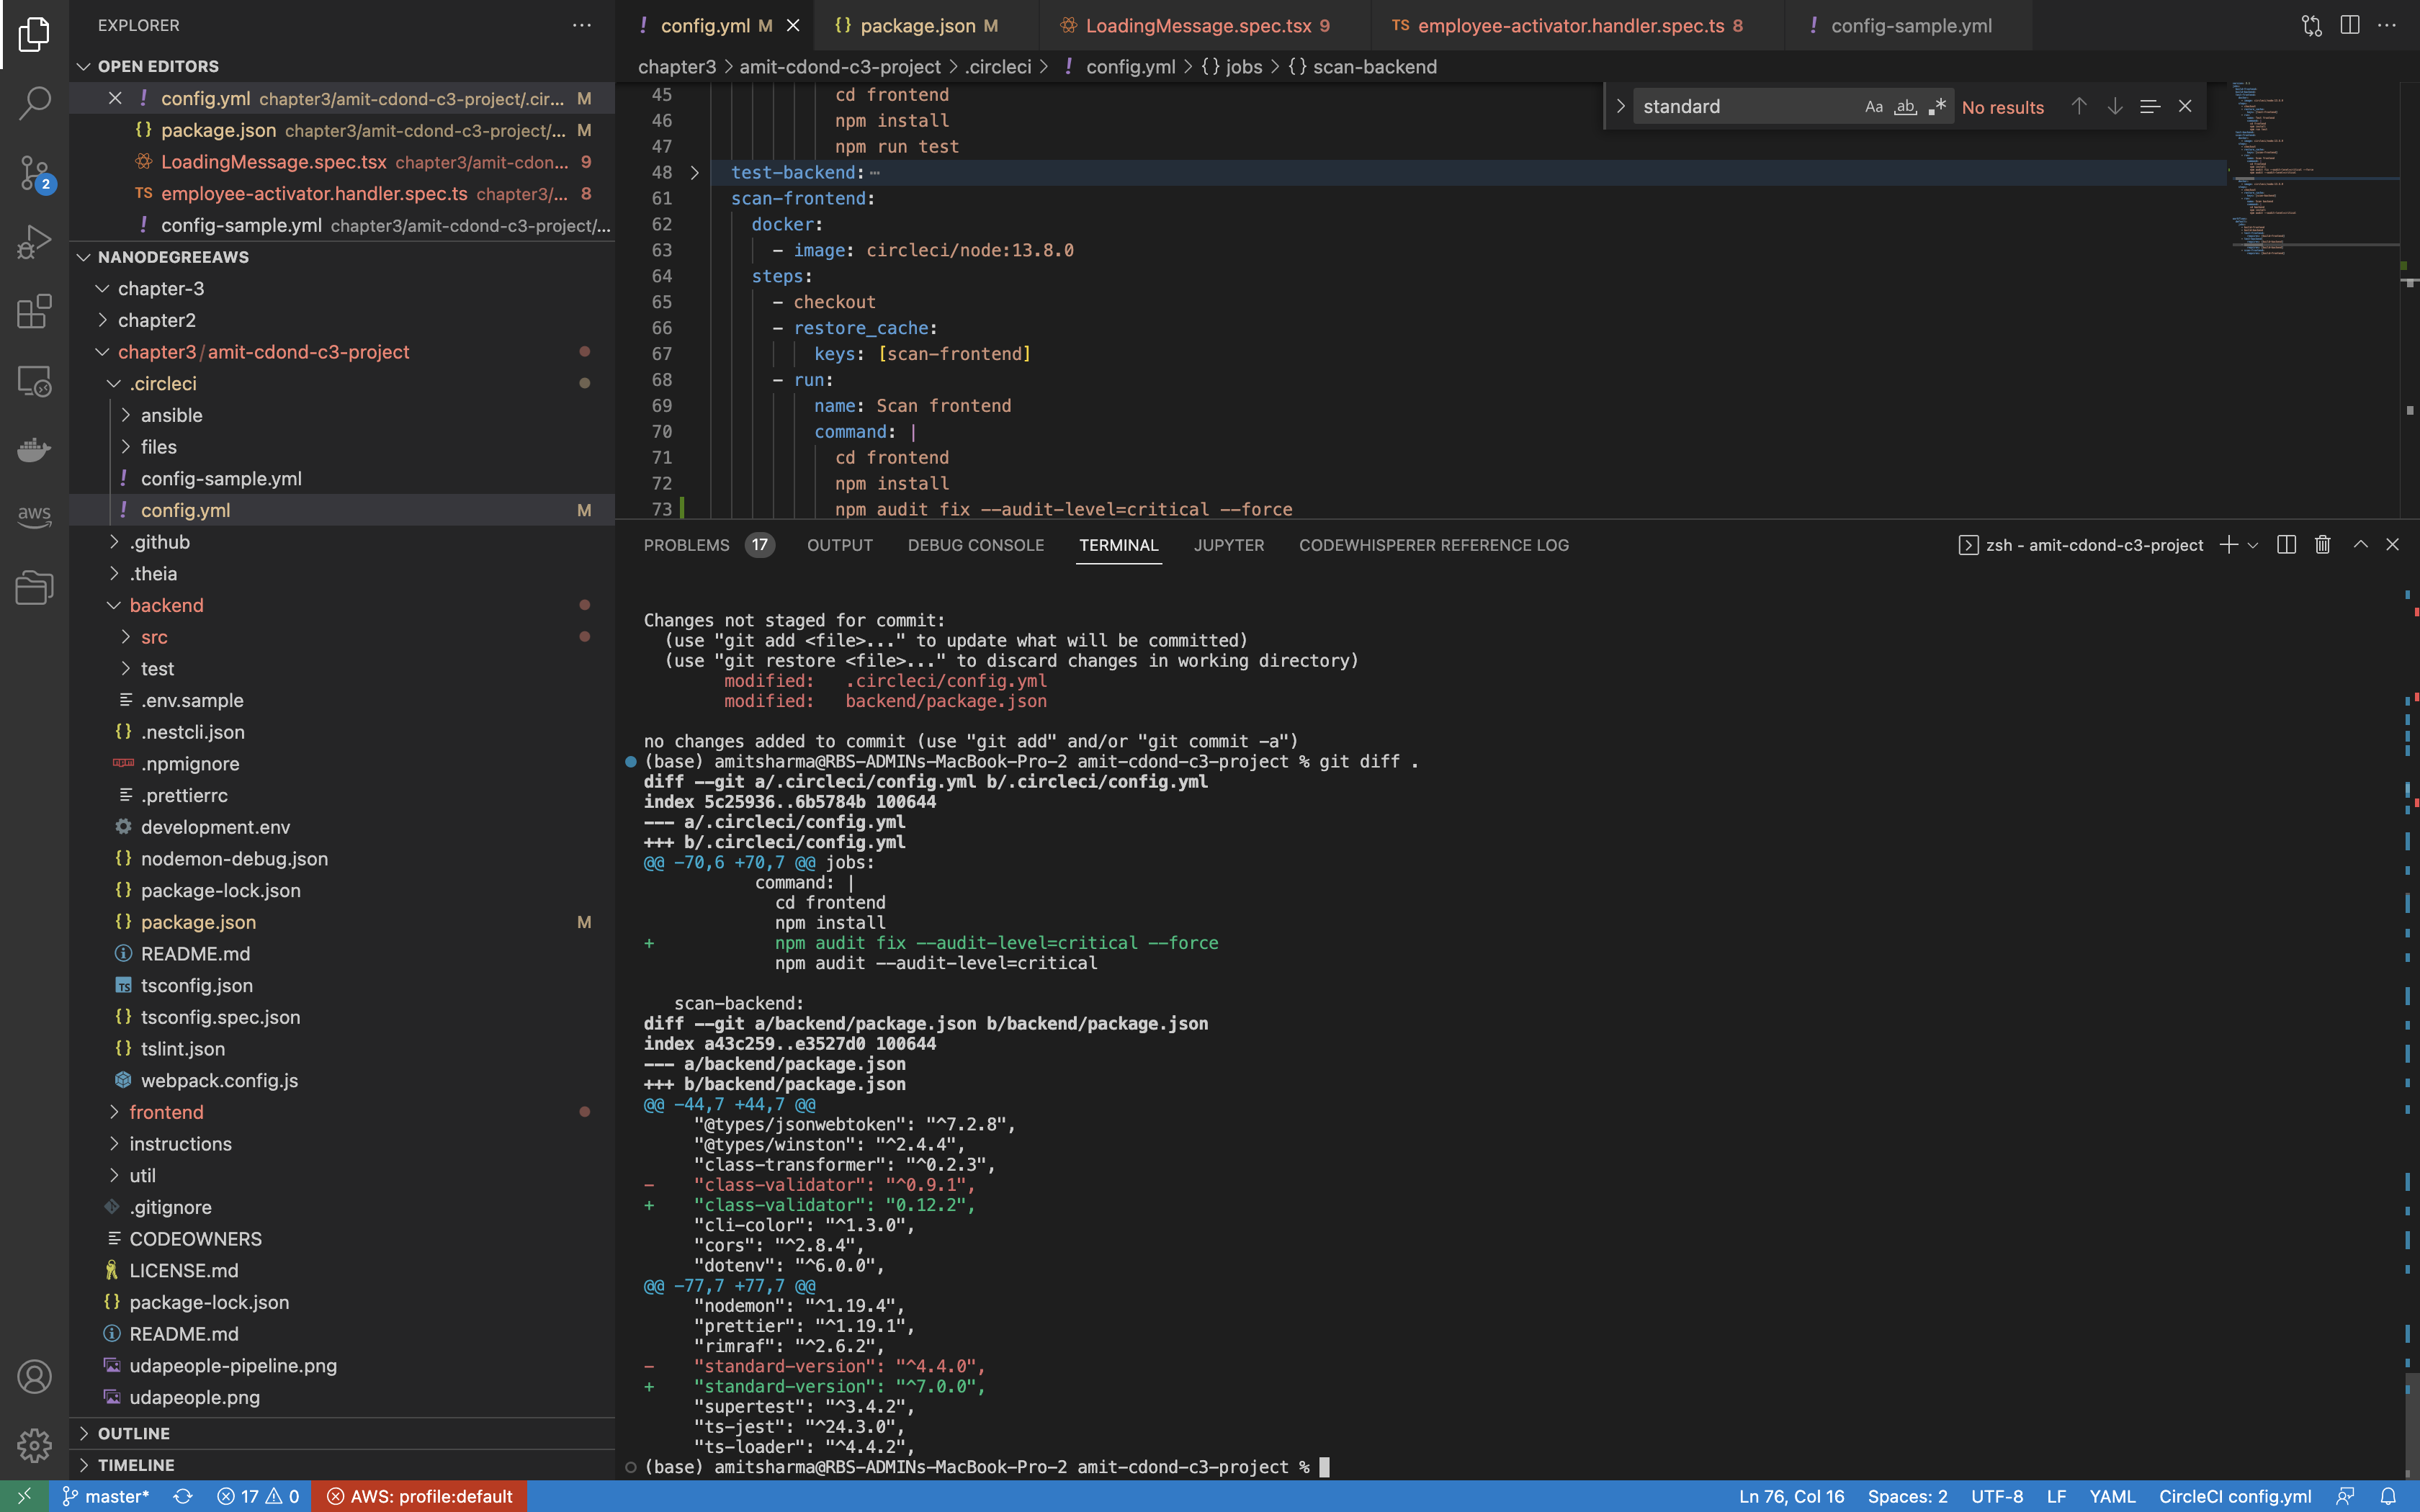 EXPLORER
OPEN EDITORS
config.yml chapter3/amit-cdond-c3-project/.cir... M
package.json chapter3/amit-cdond-c3-project/... M
LoadingMessage.spec.tsx chapter3/amit-cdon... 9
TS employee-activator.handler.spec.ts chapter3/... 8
config-sample.yml chapter3/amit-cdond-c3-project/...
NANODEGREEAWS
chapter-3
chapter2
chapter3/amit-cdond-c3-project
.circleci
ansible
files
config-sample.yml
config.yml M
.github
.theia
backend
src
test
.env.sample
.nestcli.json
.npmignore
.prettierrc
development.env
nodemon-debug.json
package-lock.json
package.json M
README.md
tsconfig.json
tsconfig.spec.json
tslint.json
webpack.config.js
frontend
instructions
util
.gitignore
CODEOWNERS
LICENSE.md
package-lock.json
README.md
udapeople-pipeline.png
udapeople.png
OUTLINE
TIMELINE
2
aws
config.yml M
package.json M
LoadingMessage.spec.tsx 9
TS employee-activator.handler.spec.ts 8
config-sample.yml
chapter3 > amit-cdond-c3-project > .circleci > ! config.yml > {} jobs > {} scan-backend
standard Aa ab .* No results
45 cd frontend
46 npm install
47 npm run test
48 test-backend: ⋯
61 scan-frontend:
62 docker:
63 - image: circleci/node:13.8.0
64 steps:
65 - checkout
66 - restore_cache:
67 keys: [scan-frontend]
68 - run:
69 name: Scan frontend
70 command: |
71 cd frontend
72 npm install
73 npm audit fix --audit-level=critical --force
PROBLEMS 17 OUTPUT DEBUG CONSOLE TERMINAL JUPYTER CODEWHISPERER REFERENCE LOG
zsh - amit-cdond-c3-project
Changes not staged for commit:
(use "git add <file>..." to update what will be committed)
(use "git restore <file>..." to discard changes in working directory)
modified: .circleci/config.yml
modified: backend/package.json
no changes added to commit (use "git add" and/or "git commit -a")
(base) amitsharma@RBS-ADMINs-MacBook-Pro-2 amit-cdond-c3-project % git diff .
diff --git a/.circleci/config.yml b/.circleci/config.yml
index 5c25936..6b5784b 100644
--- a/.circleci/config.yml
+++ b/.circleci/config.yml
@@ -70,6 +70,7 @@ jobs:
command: |
cd frontend
npm install
+ npm audit fix --audit-level=critical --force
npm audit --audit-level=critical
scan-backend:
diff --git a/backend/package.json b/backend/package.json
index a43c259..e3527d0 100644
--- a/backend/package.json
+++ b/backend/package.json
@@ -44,7 +44,7 @@
"@types/jsonwebtoken": "^7.2.8",
"@types/winston": "^2.4.4",
"class-transformer": "^0.2.3",
- "class-validator": "^0.9.1",
+ "class-validator": "0.12.2",
"cli-color": "^1.3.0",
"cors": "^2.8.4",
"dotenv": "^6.0.0",
@@ -77,7 +77,7 @@
"nodemon": "^1.19.4",
"prettier": "^1.19.1",
"rimraf": "^2.6.2",
- "standard-version": "^4.4.0",
+ "standard-version": "^7.0.0",
"supertest": "^3.4.2",
"ts-jest": "^24.3.0",
"ts-loader": "^4.4.2",
(base) amitsharma@RBS-ADMINs-MacBook-Pro-2 amit-cdond-c3-project %
master* 17 0 AWS: profile:default Ln 76, Col 16 Spaces: 2 UTF-8 LF YAML CircleCI config.yml